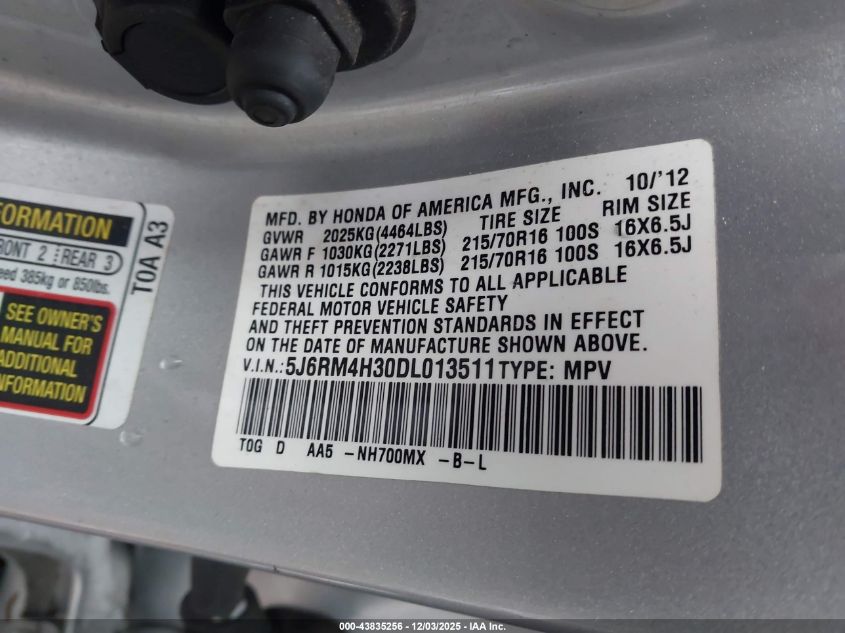 FORMATION
RONT 2 REAR 3
eed 385kg or 850lbs.
SEE OWNER'S
MANUAL FOR
ADDITIONAL
INFORMATION
T0A A3
MFD. BY HONDA OF AMERICA MFG., INC. 10/'12
GVWR 2025KG(4464LBS) TIRE SIZE RIM SIZE
GAWR F 1030KG(2271LBS) 215/70R16 100S 16X6.5J
GAWR R 1015KG(2238LBS) 215/70R16 100S 16X6.5J
THIS VEHICLE CONFORMS TO ALL APPLICABLE
FEDERAL MOTOR VEHICLE SAFETY
AND THEFT PREVENTION STANDARDS IN EFFECT
ON THE DATE OF MANUFACTURE SHOWN ABOVE.
V.I.N.: 5J6RM4H30DL013511 TYPE: MPV
T0G D AA5 -NH700MX -B-L
000-43835256 - 12/03/2025 - IAA Inc.